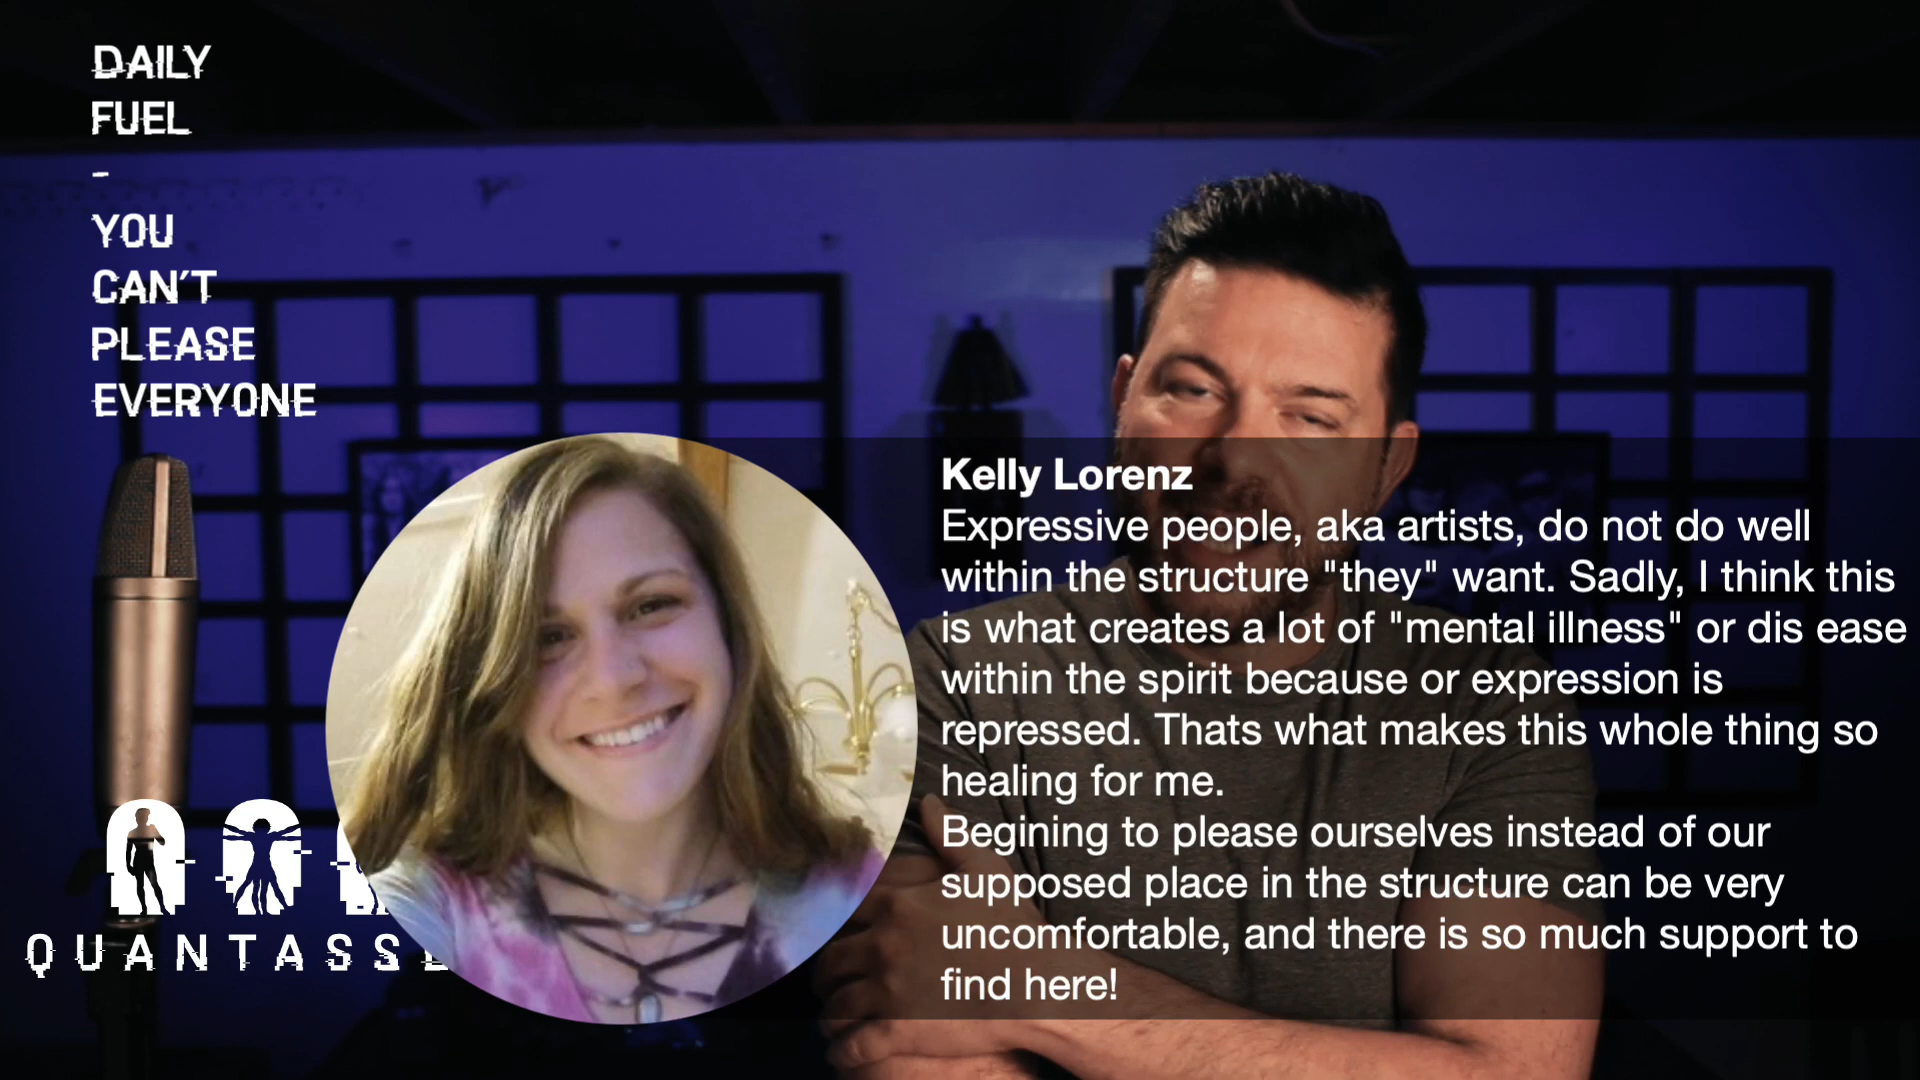 DAILY
FUEL
-
YOU
CAN'T
PLEASE
EVERYONE
Kelly Lorenz
Expressive people, aka artists, do not do well
within the structure "they" want. Sadly, I think this
is what creates a lot of "mental illness" or dis ease
within the spirit because or expression is
repressed. Thats what makes this whole thing so
healing for me.
Begining to please ourselves instead of our
supposed place in the structure can be very
uncomfortable, and there is so much support to
find here!